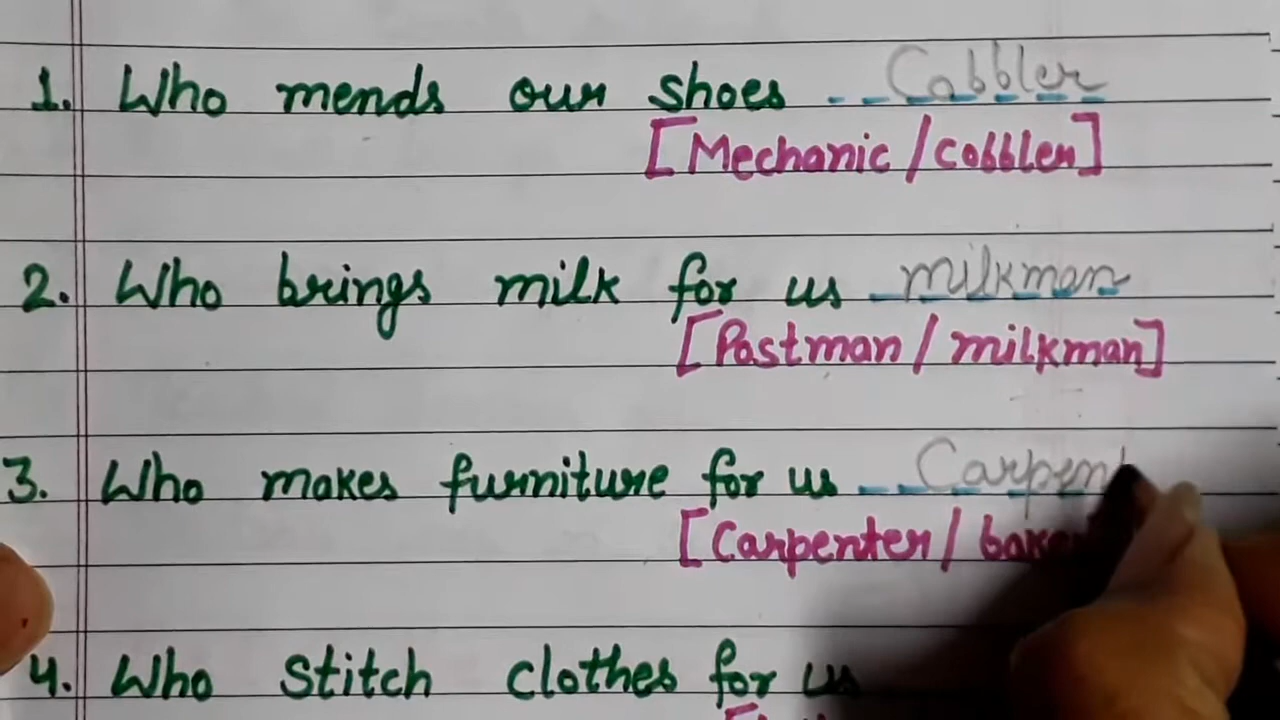 1. Who mends our shoes Cobbler
[Mechanic / cobbler]
2. Who brings milk for us milkman
[Postman / milkman]
3. Who makes furniture for us Carpen
[Carpenter /
4. Who stitch clothes for us